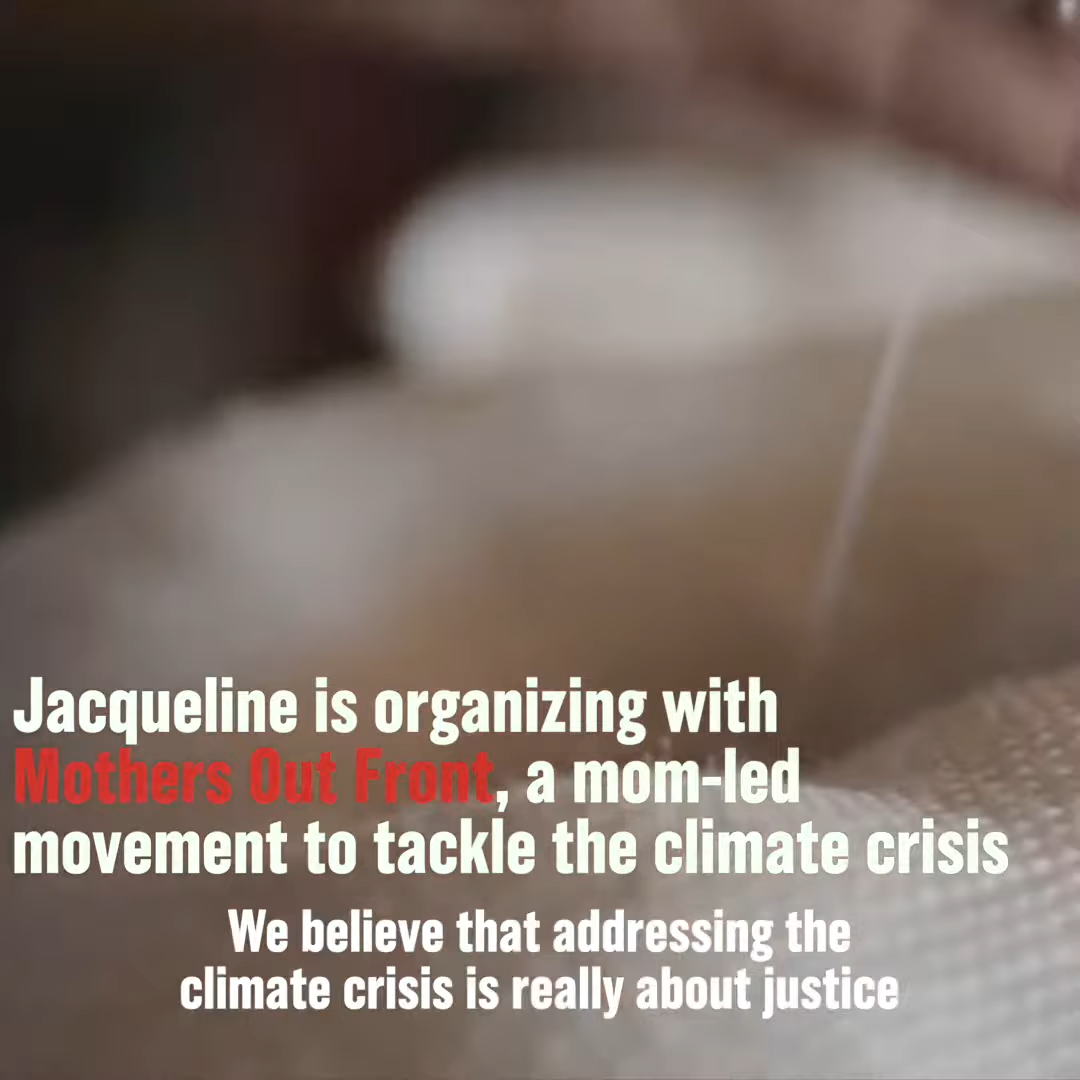 Jacqueline is organizing with
Mothers Out Front, a mom-led
movement to tackle the climate crisis
We believe that addressing the
climate crisis is really about justice